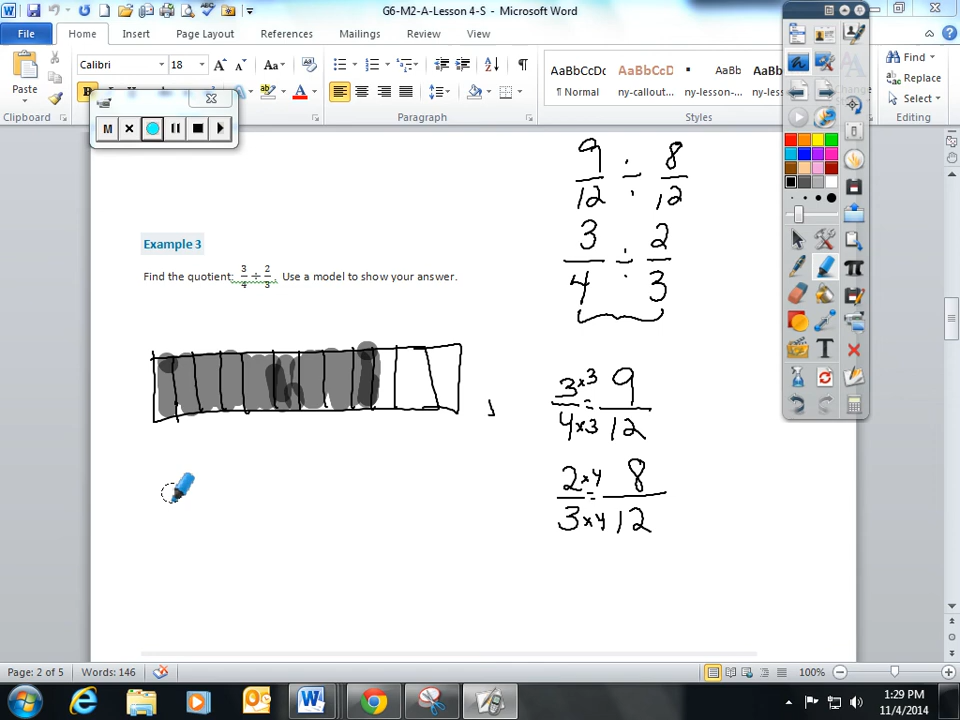 G6-M2-A-Lesson 4-S - Microsoft Word
File Home Insert Page Layout References Mailings Review View
Calibri 18
Paste
Clipboard
AaBbCcDc AaBbCcD AaBb AaBb
¶ Normal ny-callout... ny-lesson-...
Paragraph
Styles
Find
Replace
Select
Editing
M
9/12 ÷ 8/12
3/4 ÷ 2/3
Example 3
Find the quotient: 3/4 ÷ 2/3. Use a model to show your answer.
3×3/4×3 = 9/12
2×4/3×4 = 8/12
Page: 2 of 5 Words: 146 100%
1:29 PM
11/4/2014